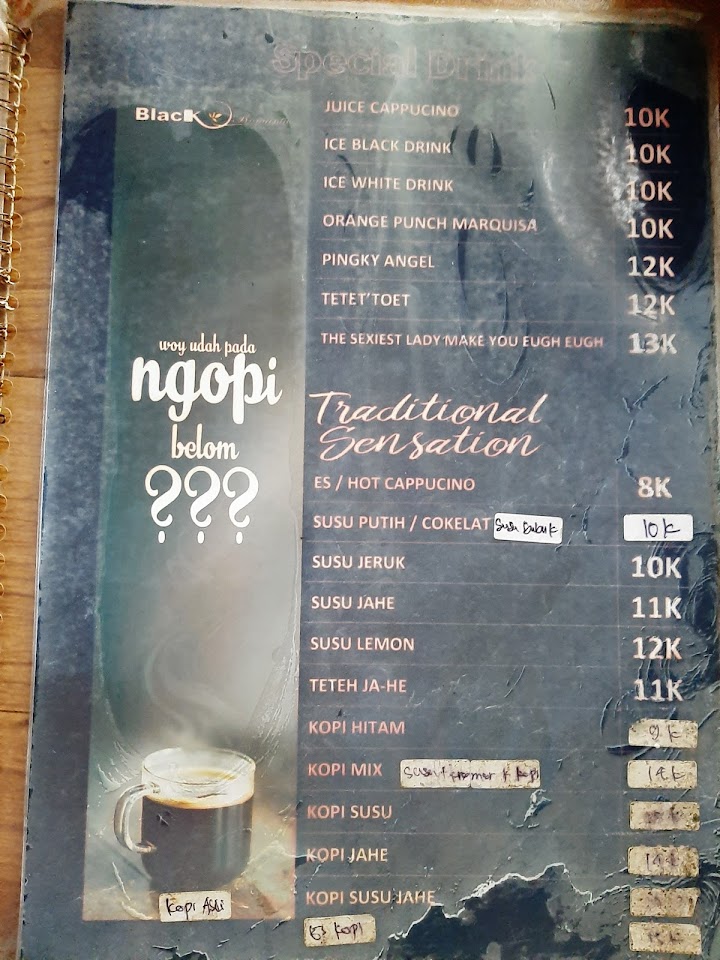 Special Drink
Black
JUICE CAPPUCINO 10K
ICE BLACK DRINK 10K
ICE WHITE DRINK 10K
ORANGE PUNCH MARQUISA 10K
PINGKY ANGEL 12K
TETET'TOET 12K
THE SEXIEST LADY MAKE YOU EUGH EUGH 13K
woy udah pada
ngopi
belom
???
Traditional
Sensation
ES / HOT CAPPUCINO 8K
SUSU PUTIH / COKELAT Susu bubuk 10K
SUSU JERUK 10K
SUSU JAHE 11K
SUSU LEMON 12K
TETEH JA-HE 11K
KOPI HITAM 9K
KOPI MIX
KOPI SUSU
KOPI JAHE
KOPI SUSU JAHE
Kopi Asli
Es Kopi